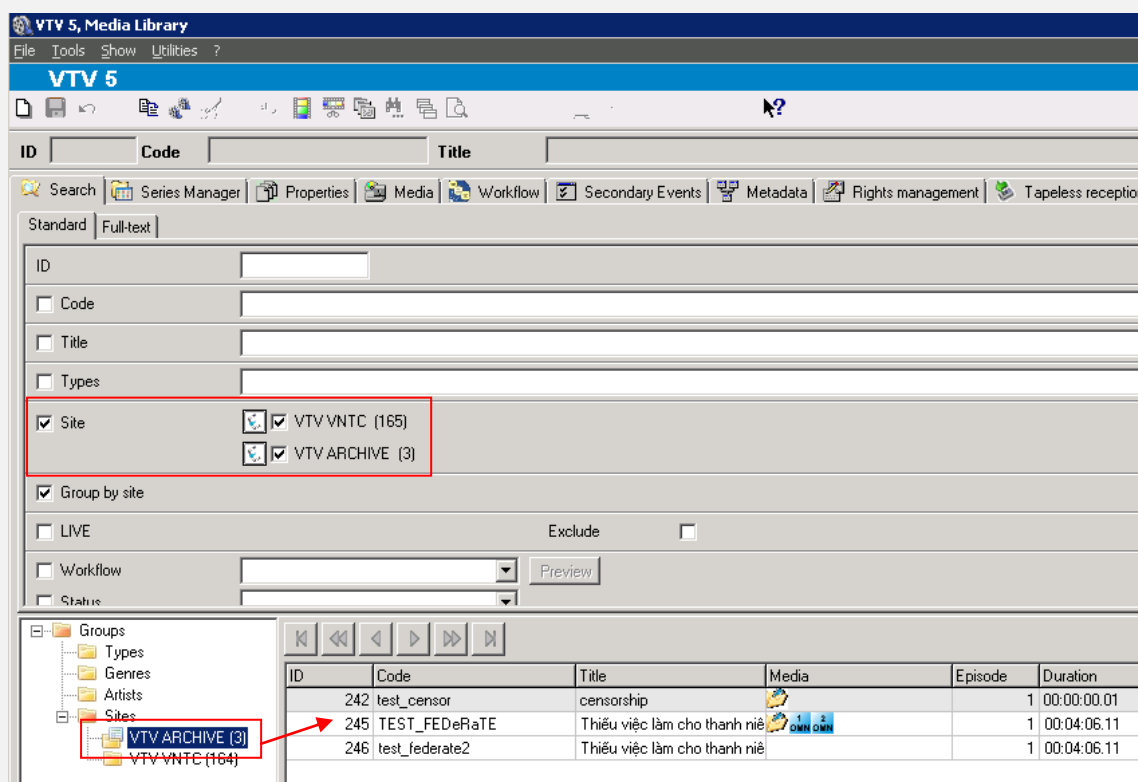 VTV 5, Media Library
File Tools Show Utilities ?
VTV 5
ID Code Title
Search Series Manager Properties Media Workflow Secondary Events Metadata Rights management Tapeless receptio
Standard Full-text
ID
Code
Title
Types
Site VTV VNTC (165)
VTV ARCHIVE (3)
Group by site
LIVE Exclude
Workflow Preview
Status
Groups
Types
Genres
Artists
Sites
VTV ARCHIVE (3)
VTV VNTC (164)
ID Code Title Media Episode Duration
242 test_censor censorship 1 00:00:00.01
245 TEST_FEDeRaTE Thiếu việc làm cho thanh niê 1 OMN 2 OMN 1 00:04:06.11
246 test_federate2 Thiếu việc làm cho thanh niê 1 00:04:06.11